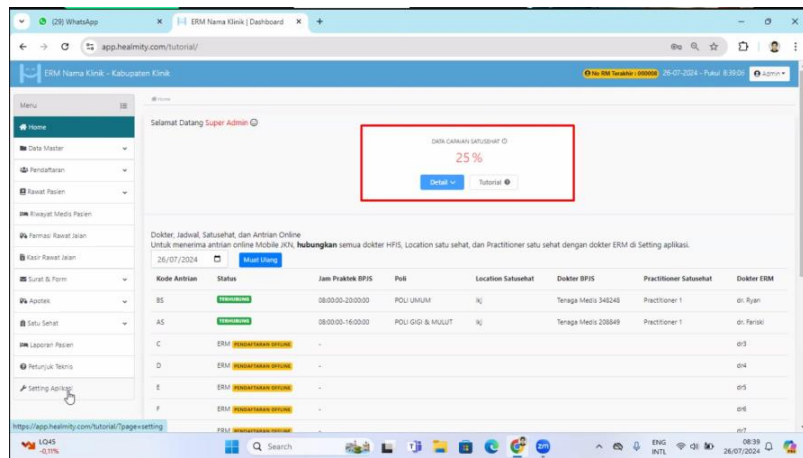 (29) WhatsApp
ERM Nama Klinik | Dashboard
app.healmity.com/tutorial/
ERM Nama Klinik - Kabupaten Klinik
No RM Terakhir : 000000
26-07-2024 - Pukul 8:39:06
Admin
Menu
Home
Data Master
Pendaftaran
Rawat Pasien
Riwayat Medis Pasien
Farmasi Rawat Jalan
Kasir Rawat Jalan
Surat & Form
Apotek
Satu Sehat
Laporan Pasien
Petunjuk Teknis
Setting Aplikasi
Home
Selamat Datang Super Admin
DATA CAPAIAN SATUSEHAT
25 %
Detail
Tutorial
Dokter, Jadwal, Satusehat, dan Antrian Online
Untuk menerima antrian online Mobile JKN, hubungkan semua dokter HFIS, Location satu sehat, dan Practitioner satu sehat dengan dokter ERM di Setting aplikasi.
26/07/2024
Muat Ulang
Kode Antrian Status Jam Praktek BPJS Poli Location Satusehat Dokter BPJS Practitioner Satusehat Dokter ERM
BS TERHUBUNG 08:00:00-20:00:00 POLI UMUM lkj Tenaga Medis 348248 Practitioner 1 dr. Ryan
AS TERHUBUNG 08:00:00-16:00:00 POLI GIGI & MULUT lkj Tenaga Medis 208849 Practitioner 1 dr. Fariski
C ERM PENDAFTARAN OFFLINE - dr3
D ERM PENDAFTARAN OFFLINE - dr4
E ERM PENDAFTARAN OFFLINE - dr5
F ERM PENDAFTARAN OFFLINE - dr6
ERM PENDAFTARAN OFFLINE dr7
https://app.healmity.com/tutorial/?page=setting
LQ45
-0,11%
Search
zm
ENG
INTL
08:39
26/07/2024